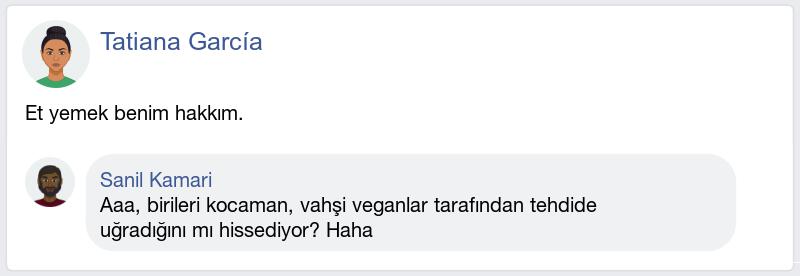 Tatiana García
Et yemek benim hakkım.
Sanil Kamari
Aaa, birileri kocaman, vahşi veganlar tarafından tehdide
uğradığını mı hissediyor? Haha